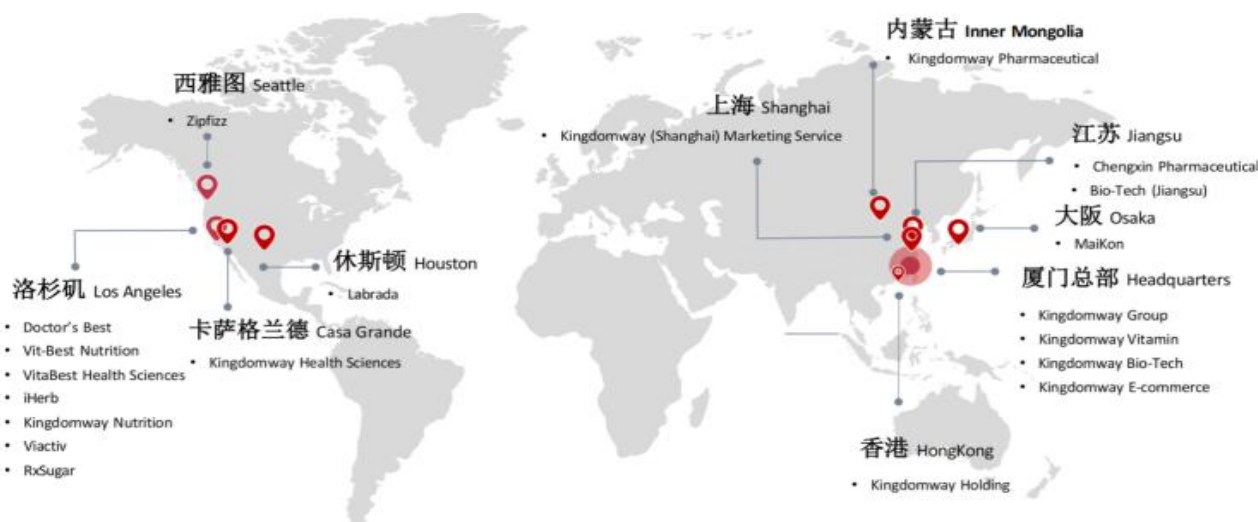 西雅图 Seattle
• Zipfizz
洛杉矶 Los Angeles
• Doctor's Best
• Vit-Best Nutrition
• VitaBest Health Sciences
• iHerb
• Kingdomway Nutrition
• Viactiv
• RxSugar
卡萨格兰德 Casa Grande
• Kingdomway Health Sciences
休斯顿 Houston
• Labrada
内蒙古 Inner Mongolia
• Kingdomway Pharmaceutical
上海 Shanghai
• Kingdomway (Shanghai) Marketing Service
江苏 Jiangsu
• Chengxin Pharmaceutical
• Bio-Tech (Jiangsu)
大阪 Osaka
• MaiKon
厦门总部 Headquarters
• Kingdomway Group
• Kingdomway Vitamin
• Kingdomway Bio-Tech
• Kingdomway E-commerce
香港 HongKong
• Kingdomway Holding